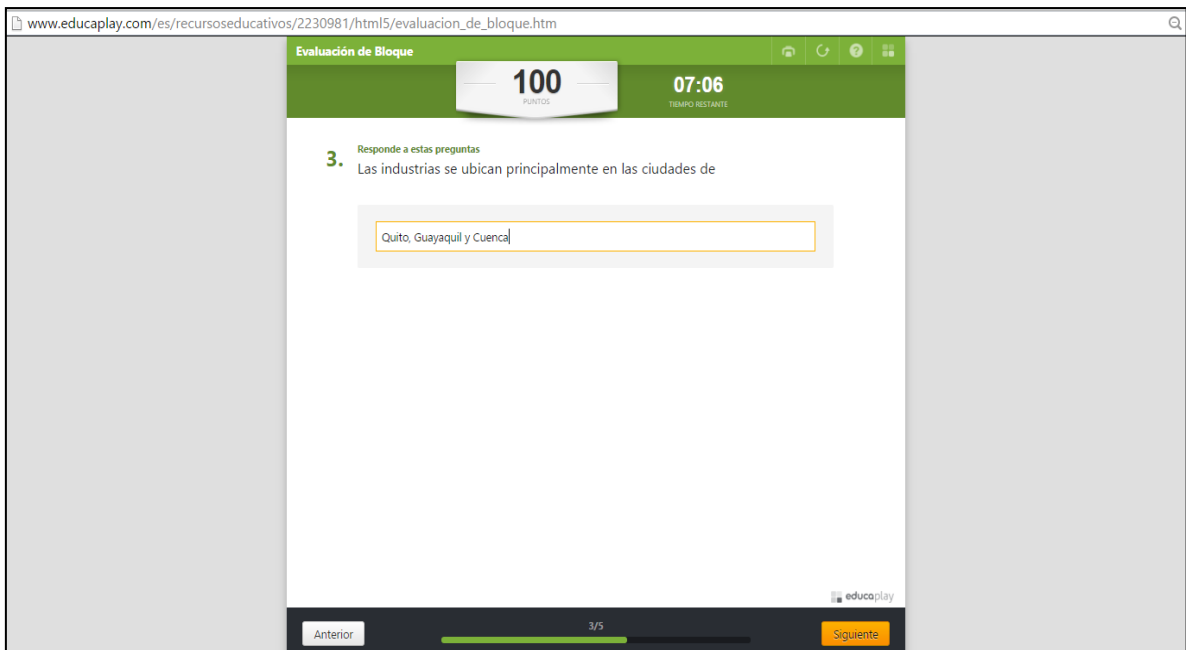 www.educaplay.com/es/recursoseducativos/2230981/html5/evaluacion_de_bloque.htm
Evaluación de Bloque
100
PUNTOS
07:06
TIEMPO RESTANTE
3.
Responde a estas preguntas
Las industrias se ubican principalmente en las ciudades de
Quito, Guayaquil y Cuenca
educaplay
Anterior
3/5
Siguiente